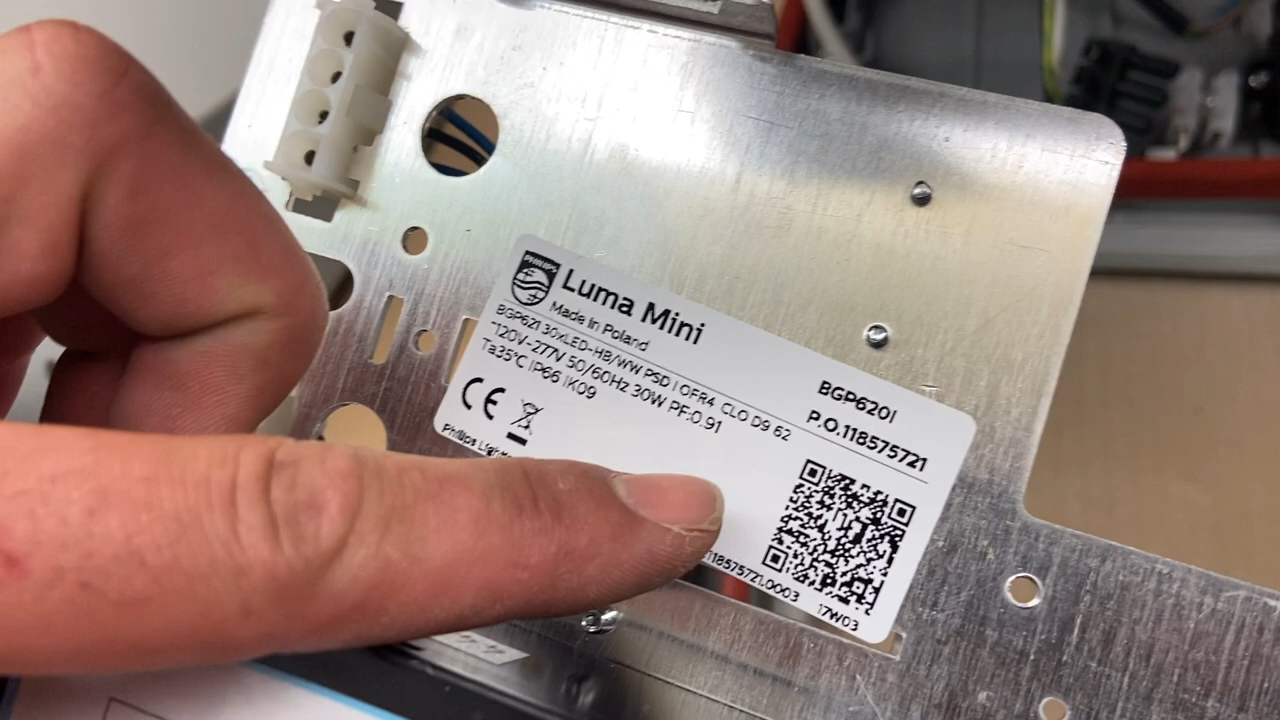 PHILIPS
Luma Mini
Made in Poland
BGP621 30xLED-HB/WW PSD I OFR4 CLO D9 62
~120V-277V 50/60Hz 30W PF:0.91
Ta35°C IP66 IK09
BGP620I
P.O.118575721
CE
Philips
118575721.0003
17W03